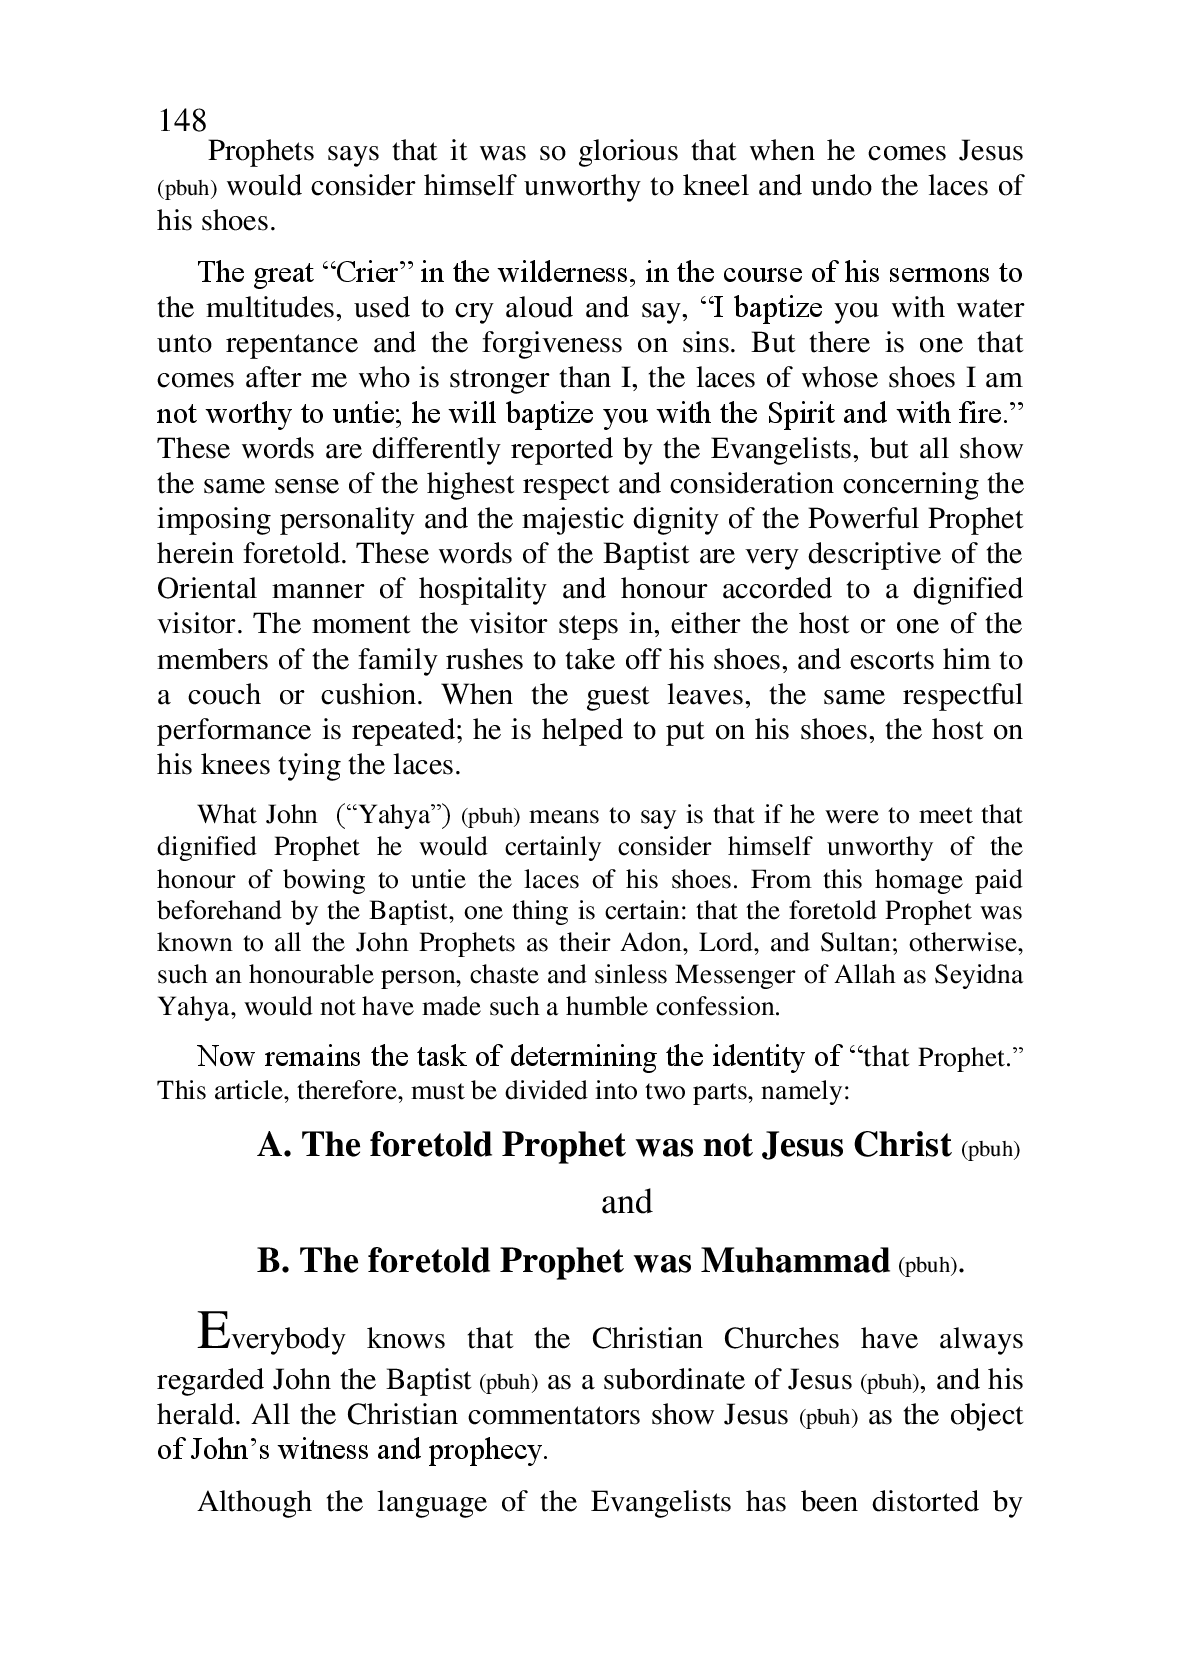 148
Prophets says that it was so glorious that when he comes Jesus
(pbuh) would consider himself unworthy to kneel and undo the laces of
his shoes.
The great “Crier” in the wilderness, in the course of his sermons to
the multitudes, used to cry aloud and say, “I baptize you with water
unto repentance and the forgiveness on sins. But there is one that
comes after me who is stronger than I, the laces of whose shoes I am
not worthy to untie; he will baptize you with the Spirit and with fire.”
These words are differently reported by the Evangelists, but all show
the same sense of the highest respect and consideration concerning the
imposing personality and the majestic dignity of the Powerful Prophet
herein foretold. These words of the Baptist are very descriptive of the
Oriental manner of hospitality and honour accorded to a dignified
visitor. The moment the visitor steps in, either the host or one of the
members of the family rushes to take off his shoes, and escorts him to
a couch or cushion. When the guest leaves, the same respectful
performance is repeated; he is helped to put on his shoes, the host on
his knees tying the laces.
What John (“Yahya”) (pbuh) means to say is that if he were to meet that
dignified Prophet he would certainly consider himself unworthy of the
honour of bowing to untie the laces of his shoes. From this homage paid
beforehand by the Baptist, one thing is certain: that the foretold Prophet was
known to all the John Prophets as their Adon, Lord, and Sultan; otherwise,
such an honourable person, chaste and sinless Messenger of Allah as Seyidna
Yahya, would not have made such a humble confession.
Now remains the task of determining the identity of “that Prophet.”
This article, therefore, must be divided into two parts, namely:
A. The foretold Prophet was not Jesus Christ (pbuh)
and
B. The foretold Prophet was Muhammad (pbuh).
Everybody knows that the Christian Churches have always
regarded John the Baptist (pbuh) as a subordinate of Jesus (pbuh), and his
herald. All the Christian commentators show Jesus (pbuh) as the object
of John’s witness and prophecy.
Although the language of the Evangelists has been distorted by